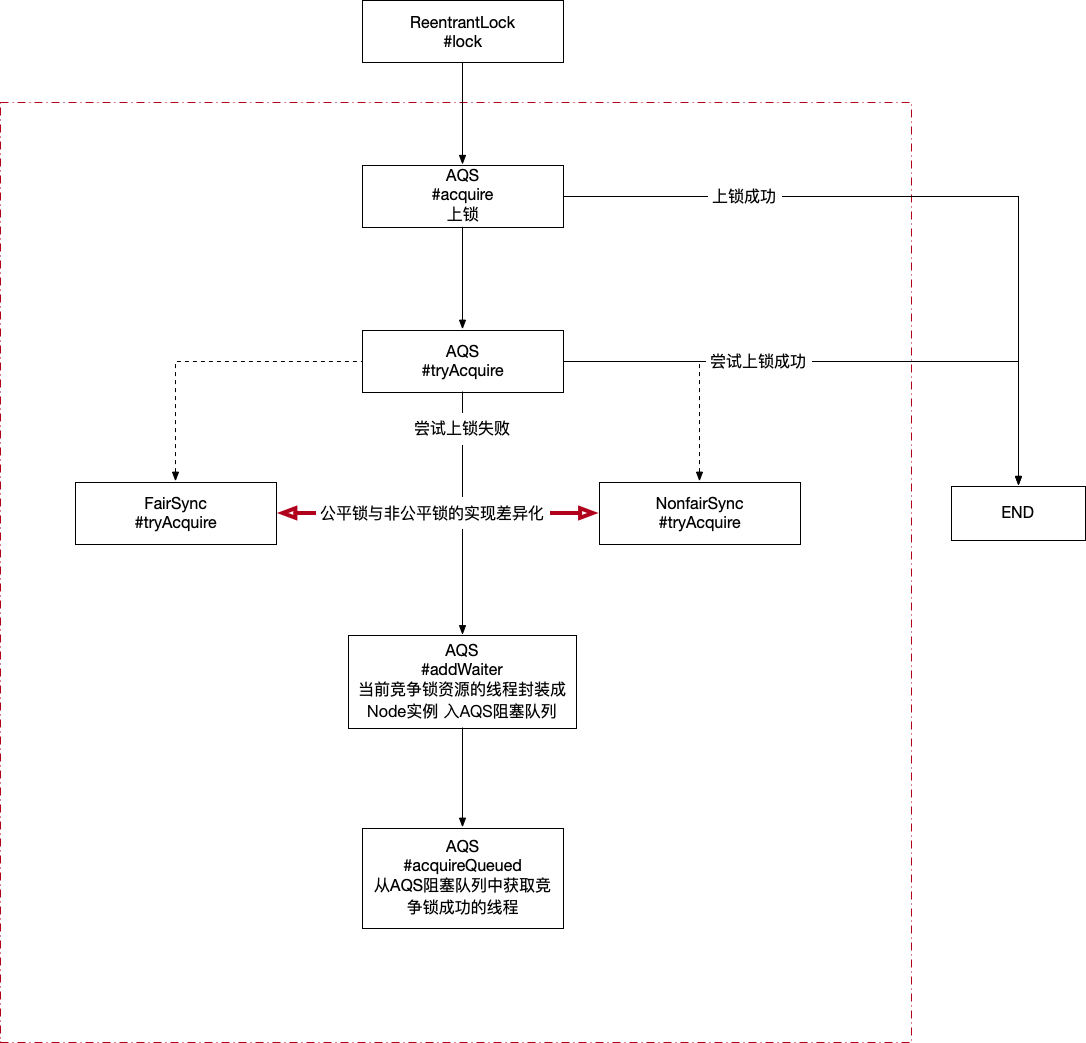 ReentrantLock
#lock
AQS
#acquire
上锁
上锁成功
AQS
#tryAcquire
尝试上锁成功
尝试上锁失败
FairSync
#tryAcquire
公平锁与非公平锁的实现差异化
NonfairSync
#tryAcquire
END
AQS
#addWaiter
当前竞争锁资源的线程封装成
Node实例 入AQS阻塞队列
AQS
#acquireQueued
从AQS阻塞队列中获取竞
争锁成功的线程